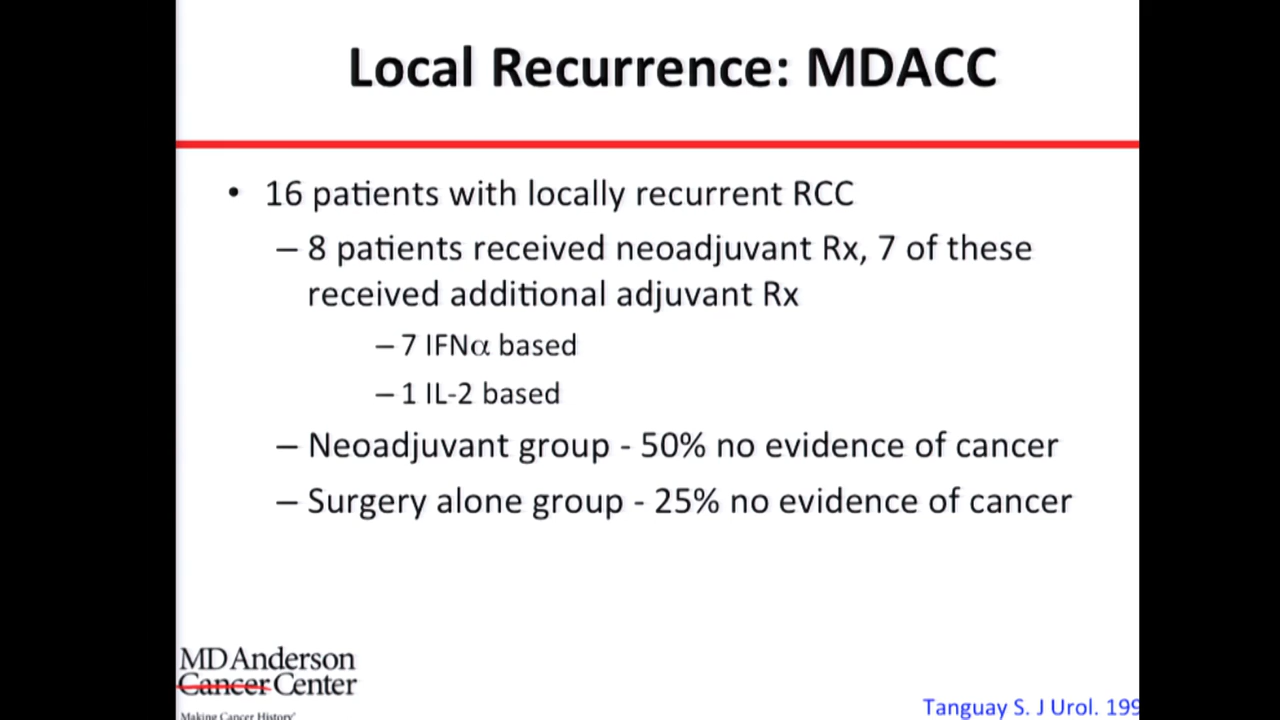 Local Recurrence: MDACC
• 16 patients with locally recurrent RCC
– 8 patients received neoadjuvant Rx, 7 of these
received additional adjuvant Rx
– 7 IFNα based
– 1 IL-2 based
– Neoadjuvant group - 50% no evidence of cancer
– Surgery alone group - 25% no evidence of cancer
MD Anderson
Cancer Center
Making Cancer History®
Tanguay S. J Urol. 199